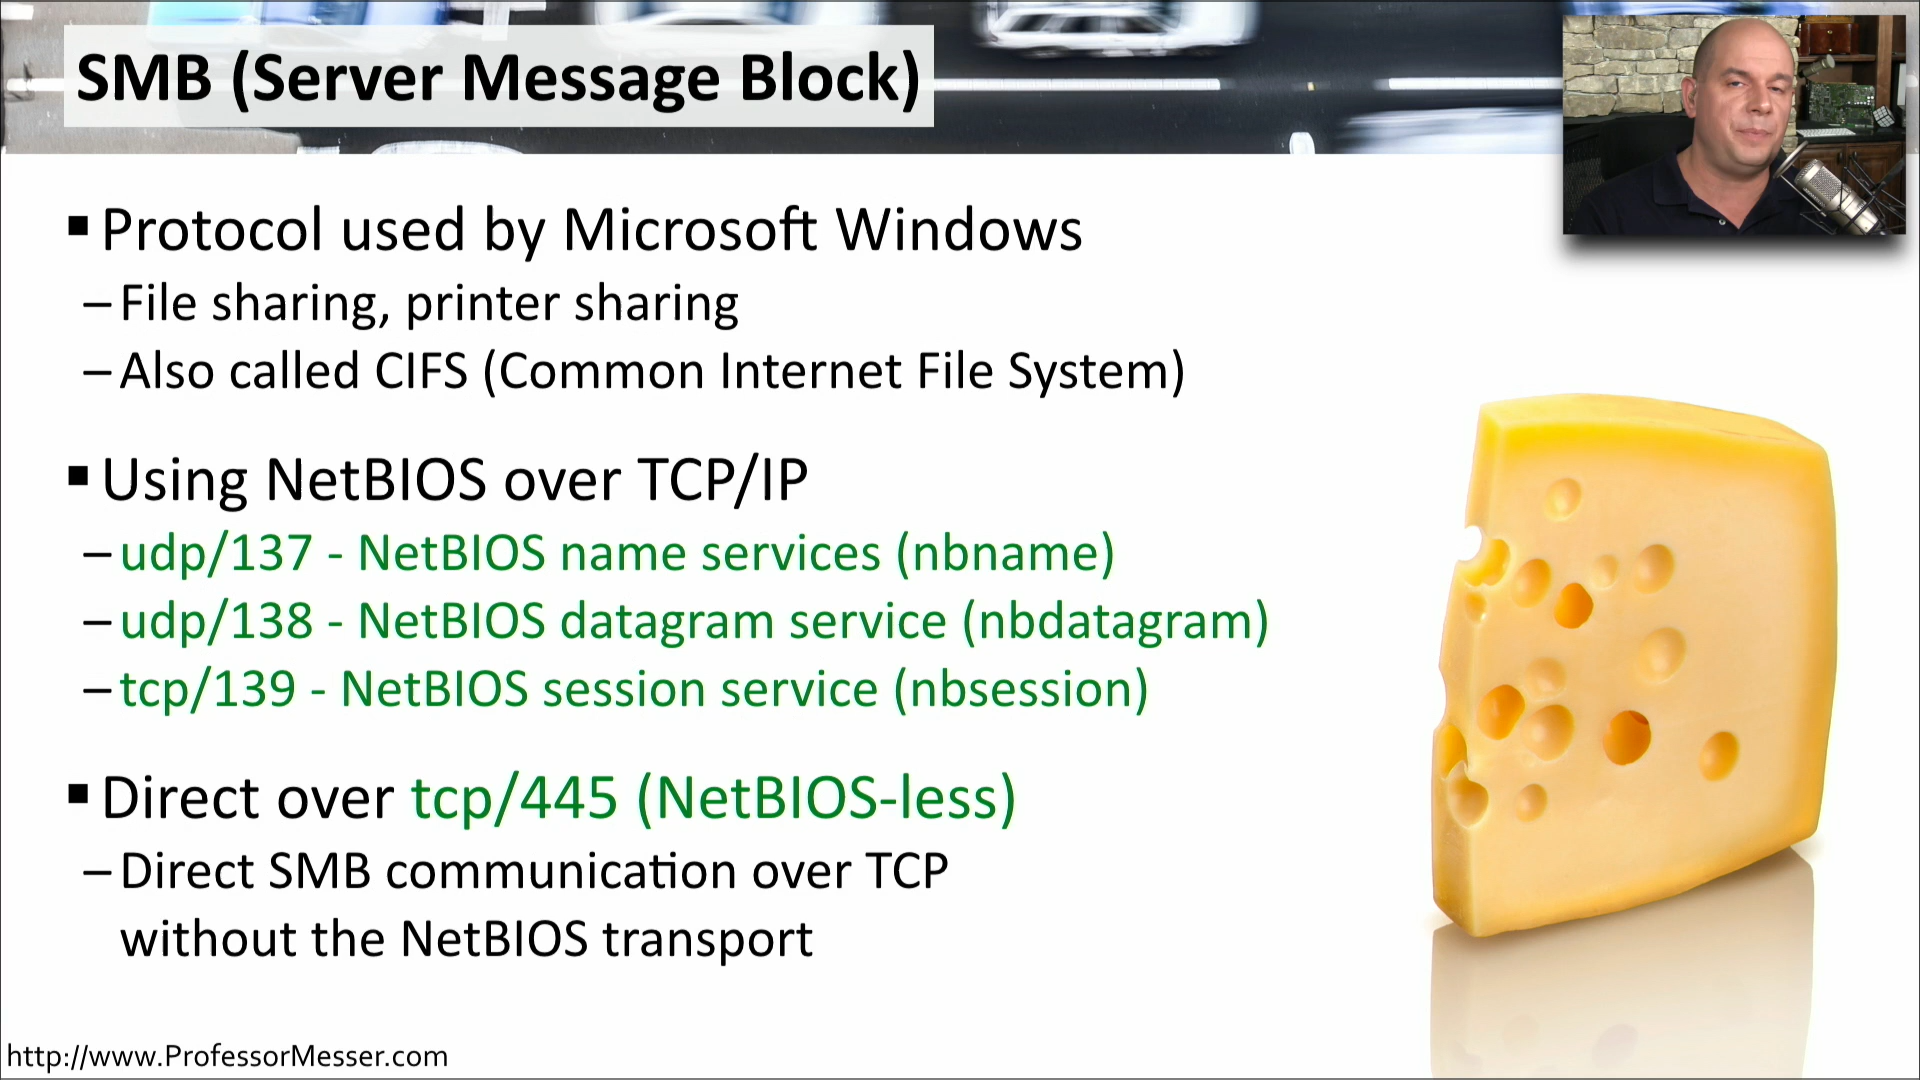 SMB (Server Message Block)
▪ Protocol used by Microsoft Windows
– File sharing, printer sharing
– Also called CIFS (Common Internet File System)
▪ Using NetBIOS over TCP/IP
– udp/137 - NetBIOS name services (nbname)
– udp/138 - NetBIOS datagram service (nbdatagram)
– tcp/139 - NetBIOS session service (nbsession)
▪ Direct over tcp/445 (NetBIOS-less)
– Direct SMB communication over TCP
without the NetBIOS transport
http://www.ProfessorMesser.com